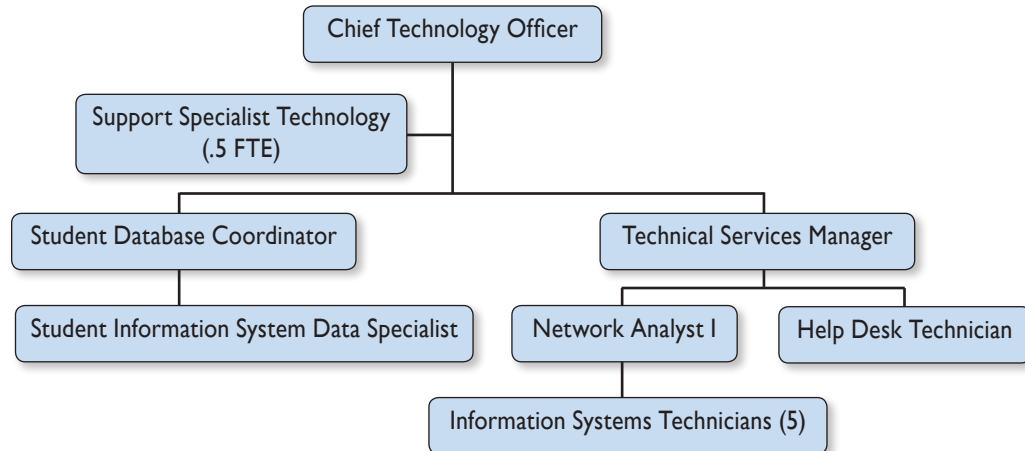 Chief Technology Officer
Support Specialist Technology
(.5 FTE)
Student Database Coordinator
Technical Services Manager
Student Information System Data Specialist
Network Analyst I
Help Desk Technician
Information Systems Technicians (5)